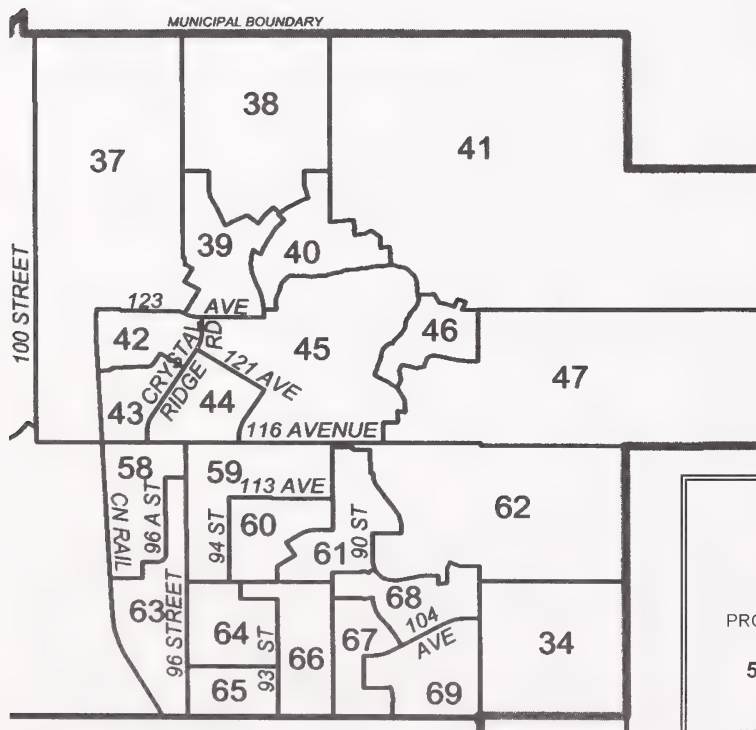 MUNICIPAL BOUNDARY
38
37
41
39
40
100 STREET
123 AVE
42
CRYSTAL RIDGE RD
45
46
121 AVE
47
43
44
116 AVENUE
58
59
113 AVE
62
CN RAIL
96 A ST
94 ST
60
61
90 ST
63
96 STREET
64
93 ST
66
67
68
104 AVE
34
65
69
PRO
5